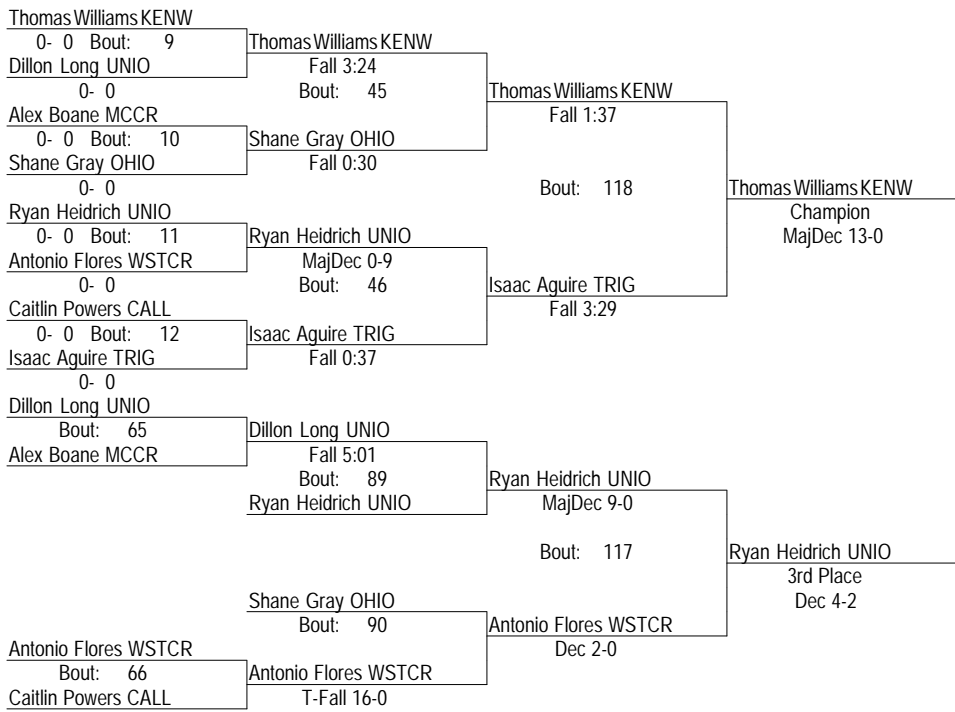 Thomas Williams KENW
0- 0 Bout: 9
Thomas Williams KENW
Dillon Long UNIO
Fall 3:24
0- 0
Bout: 45
Thomas Williams KENW
Alex Boane MCCR
Fall 1:37
0- 0 Bout: 10
Shane Gray OHIO
Shane Gray OHIO
Fall 0:30
0- 0
Bout: 118
Thomas Williams KENW
Ryan Heidrich UNIO
Champion
0- 0 Bout: 11
Ryan Heidrich UNIO
MajDec 13-0
Antonio Flores WSTCR
MajDec 0-9
0- 0
Bout: 46
Isaac Aguire TRIG
Caitlin Powers CALL
Fall 3:29
0- 0 Bout: 12
Isaac Aguire TRIG
Isaac Aguire TRIG
Fall 0:37
0- 0
Dillon Long UNIO
Bout: 65
Dillon Long UNIO
Alex Boane MCCR
Fall 5:01
Bout: 89
Ryan Heidrich UNIO
Ryan Heidrich UNIO
MajDec 9-0
Bout: 117
Ryan Heidrich UNIO
3rd Place
Shane Gray OHIO
Dec 4-2
Bout: 90
Antonio Flores WSTCR
Antonio Flores WSTCR
Dec 2-0
Bout: 66
Antonio Flores WSTCR
Caitlin Powers CALL
T-Fall 16-0